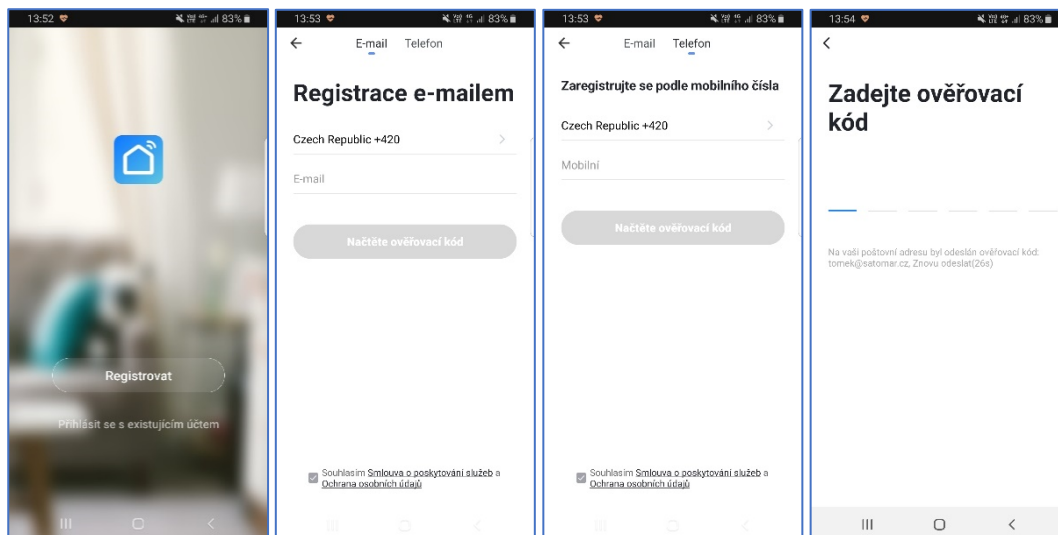 13:52
83%
Registrovat
Přihlásit se s existujícím účtem
13:53
83%
E-mail Telefon
Registrace e-mailem
Czech Republic +420
E-mail
Načtěte ověřovací kód
Souhlasím Smlouva o poskytování služeb a
Ochrana osobních údajů
13:53
83%
E-mail Telefon
Zaregistrujte se podle mobilního čísla
Czech Republic +420
Mobilní
Načtěte ověřovací kód
Souhlasím Smlouva o poskytování služeb a
Ochrana osobních údajů
13:54
83%
Zadejte ověřovací
kód
Na vaši poštovní adresu byl odeslán ověřovací kód:
tomek@satomar.cz, Znovu odeslat(26s)